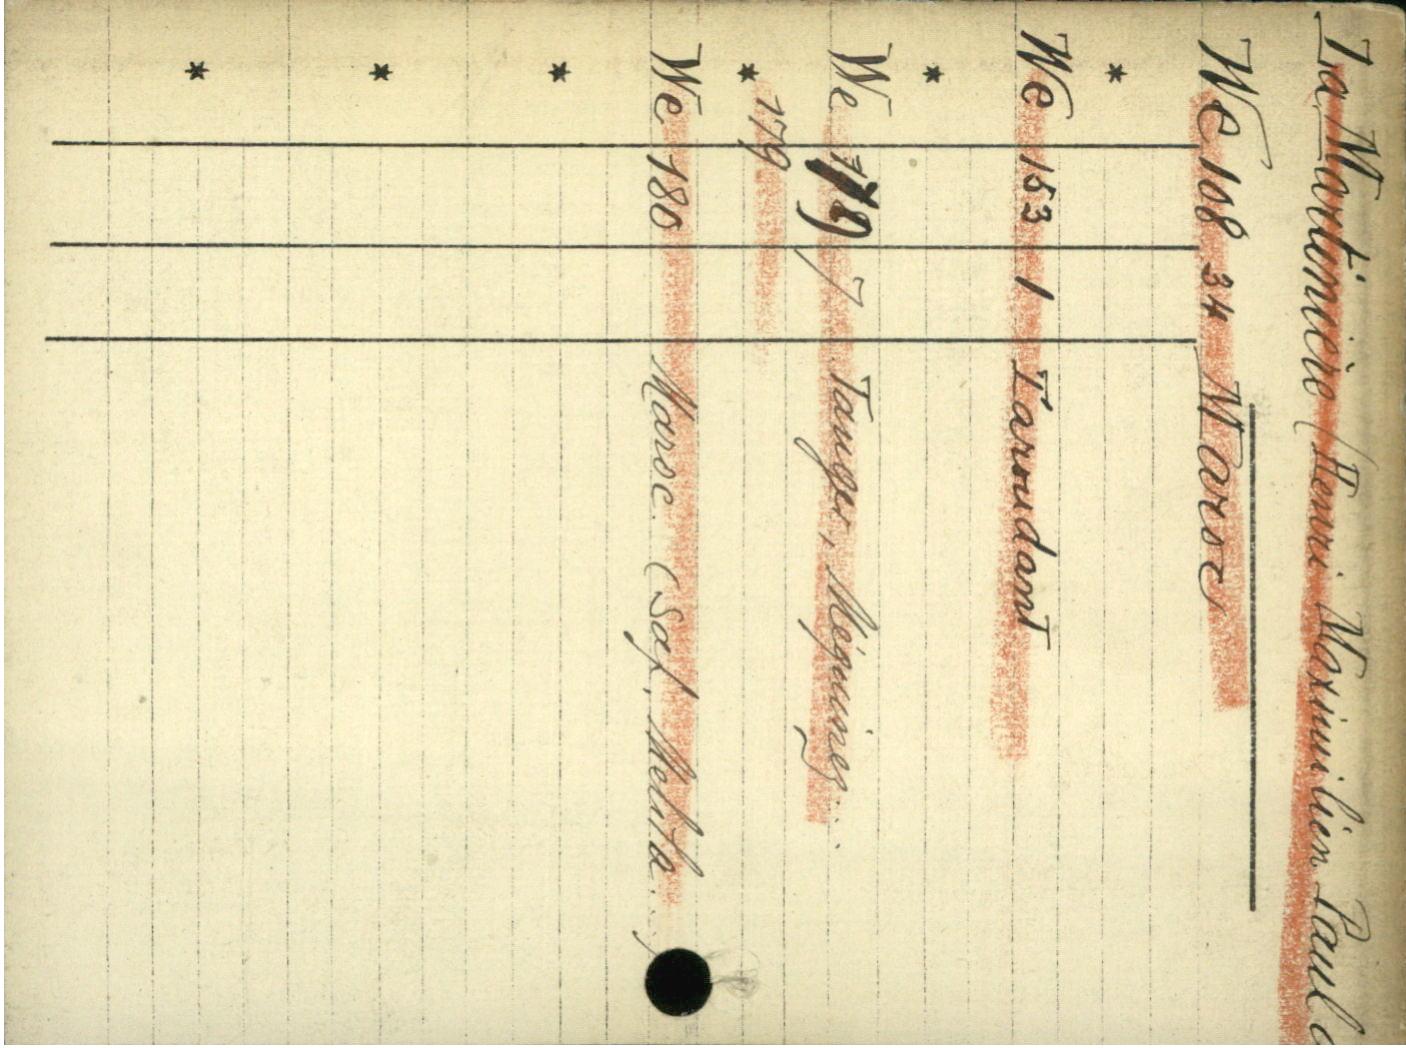 La Martinière (Henri Maximilien Paul d
We 108 34 Maroc
*
We 153 1 Taroudant
*
We 179 7 Tanger, Méquinez...
* 179
We 180 Maroc. (Saf, Melila...)
*
*
*